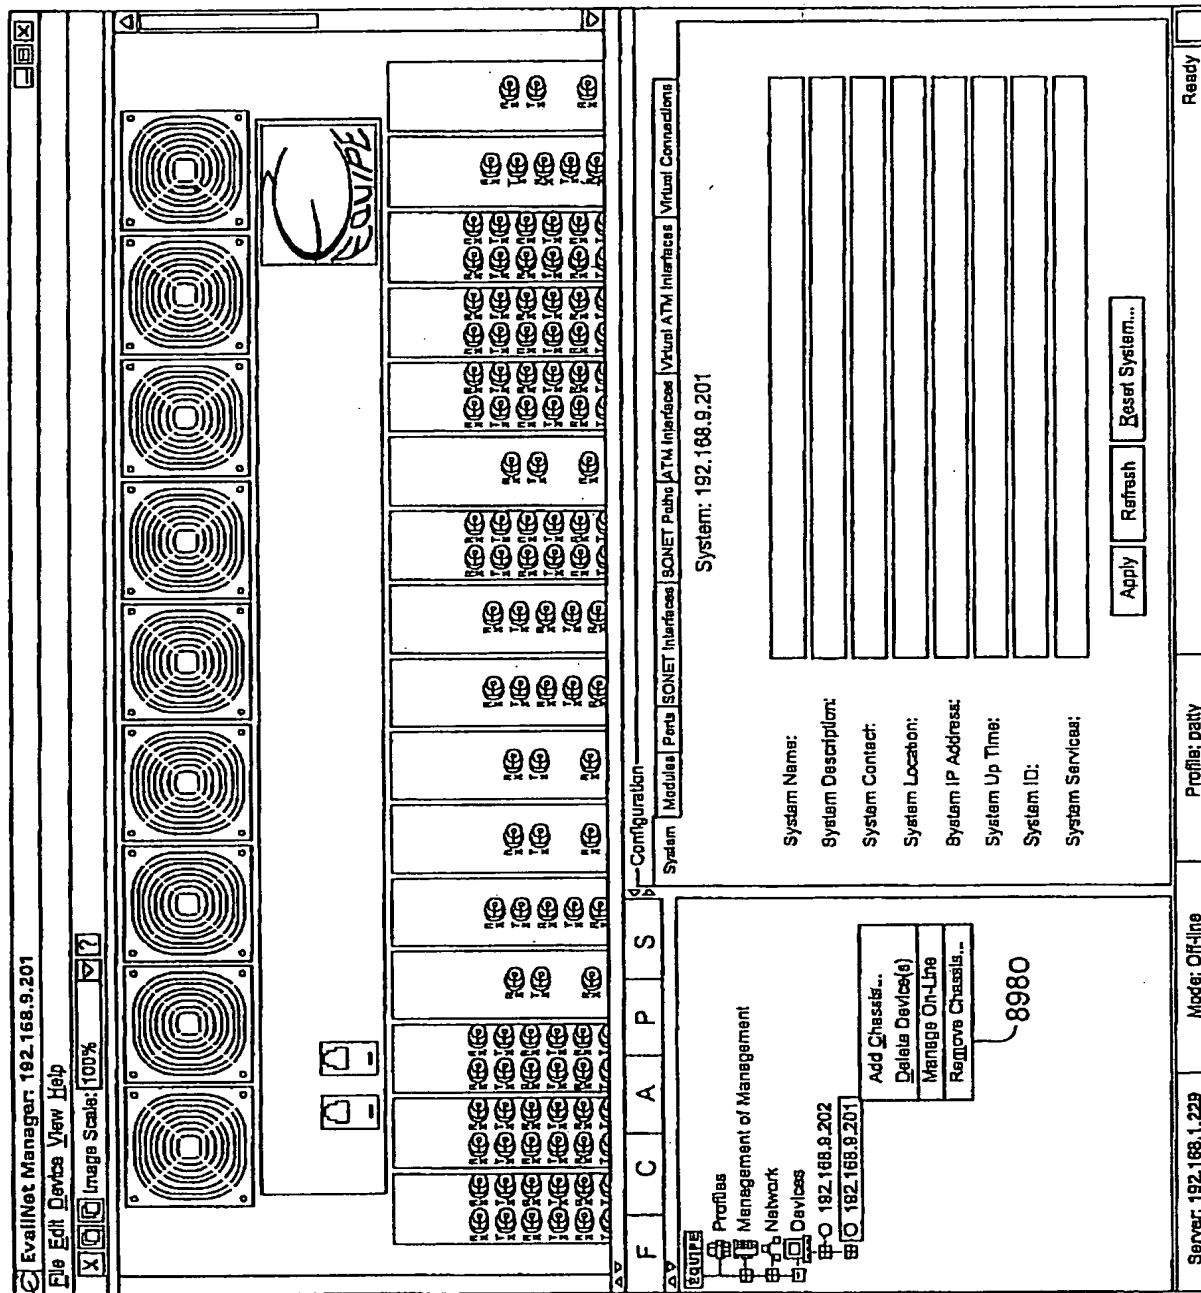 EvaliNet Manager: 192.168.9.201
File Edit Device View Help
X Image Scale: 100% ?
EQUIPE
F C A P S
EQUIPE
Profiles
Management of Management
Network
Devices
192.168.9.202
192.168.9.201
Add Chassis...
Delete Device(s)
Manage On-Line
Remove Chassis...
8980
Configuration
System Modules Ports SONET Interfaces SONET Paths ATM Interfaces Virtual ATM Interfaces Virtual Connections
System: 192.168.9.201
System Name:
System Description:
System Contact:
System Location:
System IP Address:
System Up Time:
System ID:
System Services:
Apply Refresh Reset System...
Server: 192.168.1.229 Mode: Off-line Profile: patty Ready